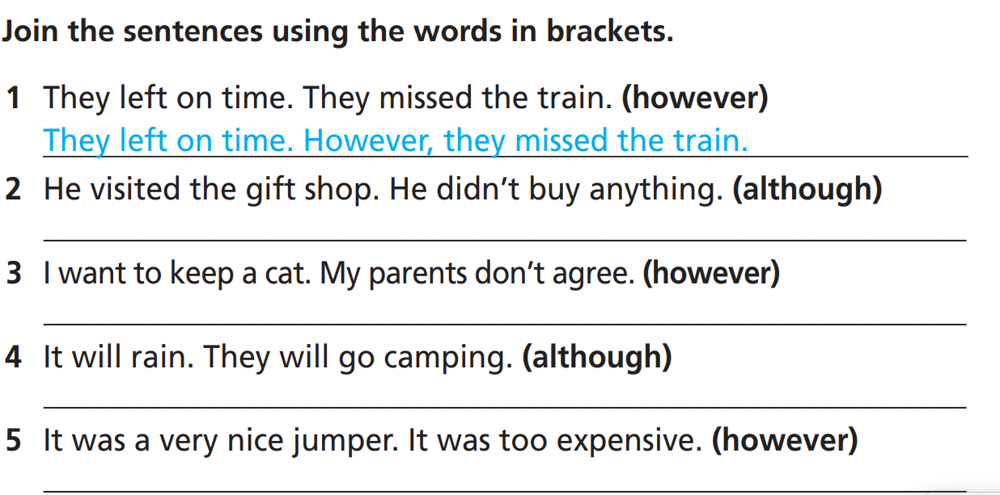 Join the sentences using the words in brackets.
1 They left on time. They missed the train. (however)
They left on time. However, they missed the train.
2 He visited the gift shop. He didn’t buy anything. (although)
3 I want to keep a cat. My parents don’t agree. (however)
4 It will rain. They will go camping. (although)
5 It was a very nice jumper. It was too expensive. (however)